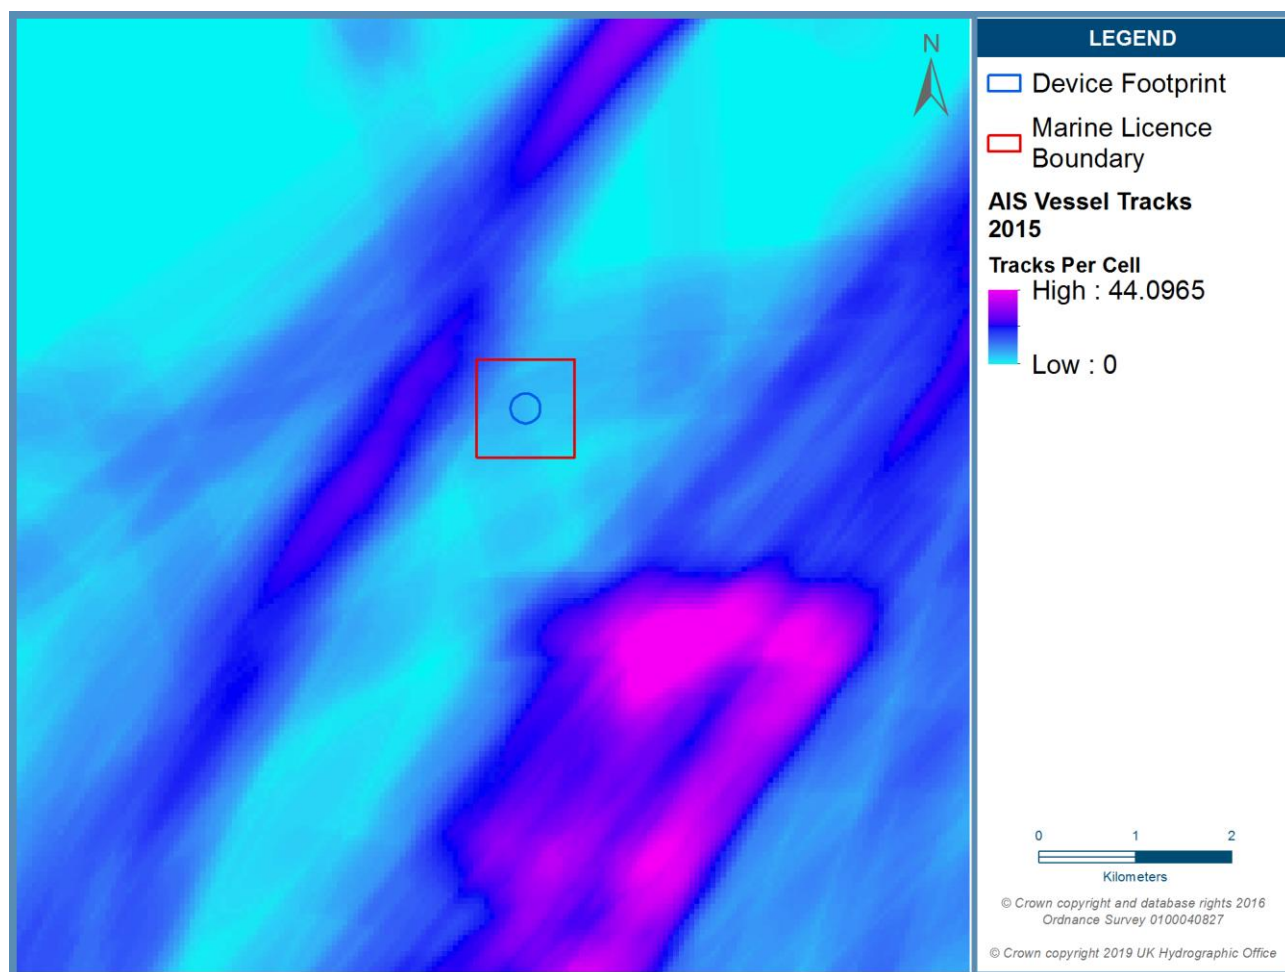 N
LEGEND
Device Footprint
Marine Licence
Boundary
AIS Vessel Tracks
2015
Tracks Per Cell
High : 44.0965
Low : 0
0 1 2
Kilometers
© Crown copyright and database rights 2016
Ordnance Survey 0100040827
© Crown copyright 2019 UK Hydrographic Office